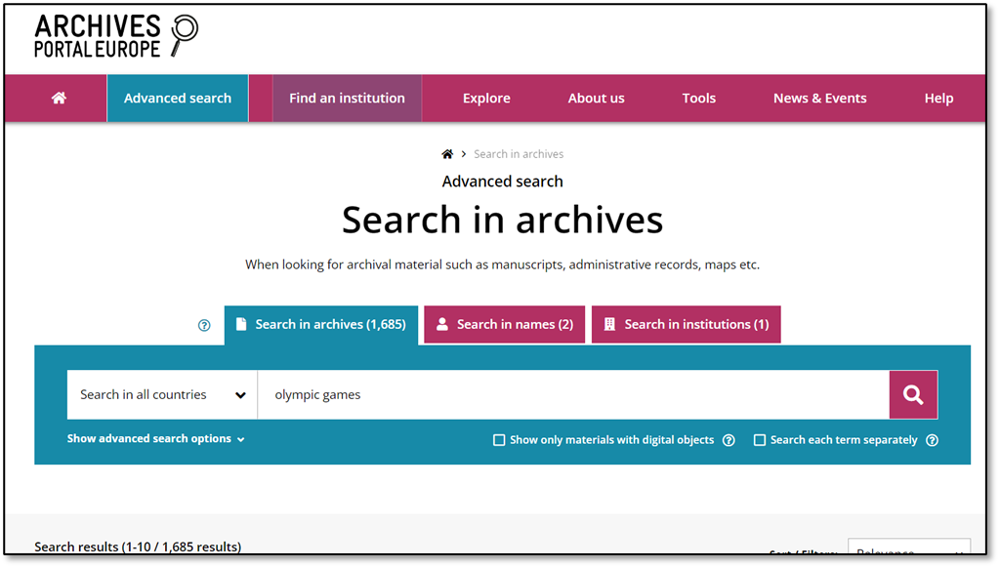 ARCHIVES
PORTAL EUROPE
Advanced search
Find an institution
Explore
About us
Tools
News & Events
Help
Search in archives
Advanced search
Search in archives
When looking for archival material such as manuscripts, administrative records, maps etc.
Search in archives (1,685)
Search in names (2)
Search in institutions (1)
Search in all countries
olympic games
Show advanced search options
Show only materials with digital objects
Search each term separately
Search results (1-10 / 1,685 results)
Sort / Filters:
Relevance